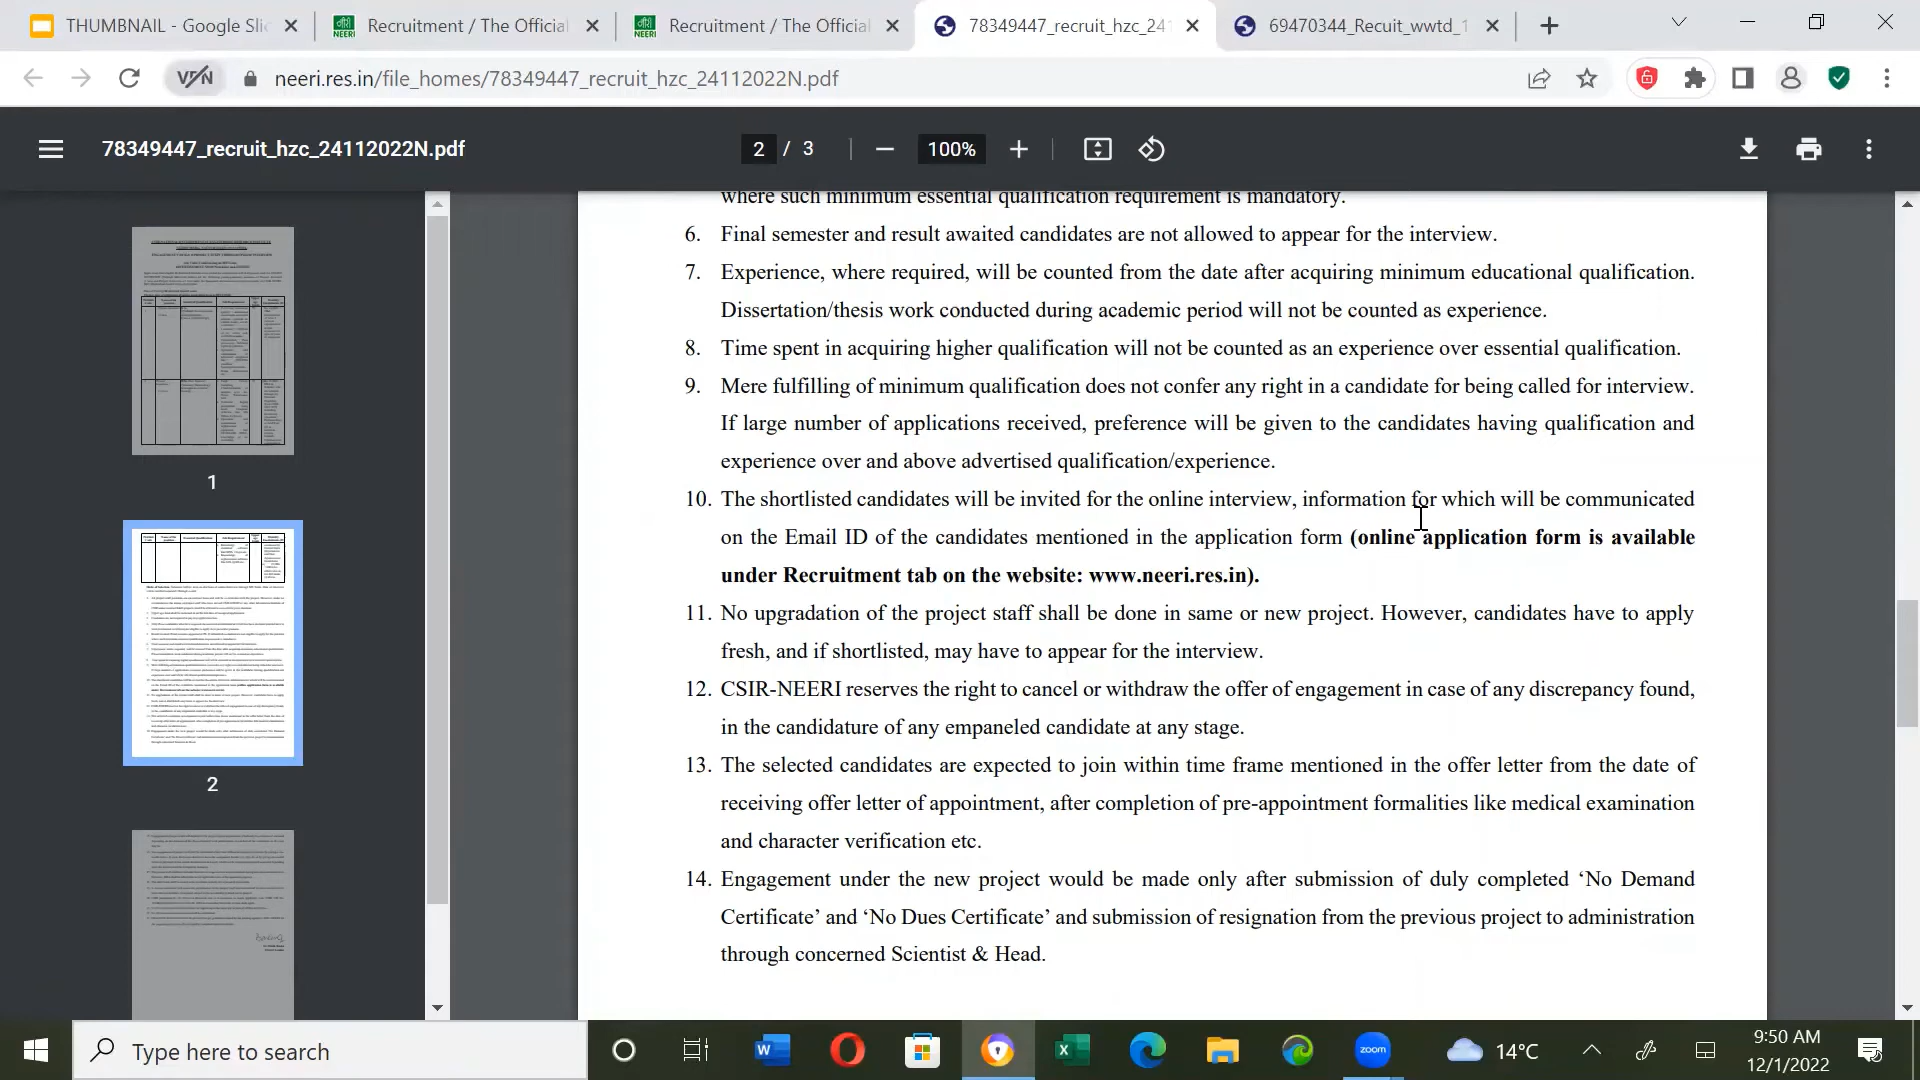 THUMBNAIL - Google Slic
Recruitment / The Official
Recruitment / The Official
78349447_recruit_hzc_241
69470344_Recuit_wwtd_1
VPN
neeri.res.in/file_homes/78349447_recruit_hzc_24112022N.pdf
78349447_recruit_hzc_24112022N.pdf
2 / 3
100%
where such minimum essential qualification requirement is mandatory.
6. Final semester and result awaited candidates are not allowed to appear for the interview.
7. Experience, where required, will be counted from the date after acquiring minimum educational qualification.
Dissertation/thesis work conducted during academic period will not be counted as experience.
8. Time spent in acquiring higher qualification will not be counted as an experience over essential qualification.
9. Mere fulfilling of minimum qualification does not confer any right in a candidate for being called for interview.
If large number of applications received, preference will be given to the candidates having qualification and
experience over and above advertised qualification/experience.
10. The shortlisted candidates will be invited for the online interview, information for which will be communicated
on the Email ID of the candidates mentioned in the application form (online application form is available
under Recruitment tab on the website: www.neeri.res.in).
11. No upgradation of the project staff shall be done in same or new project. However, candidates have to apply
fresh, and if shortlisted, may have to appear for the interview.
12. CSIR-NEERI reserves the right to cancel or withdraw the offer of engagement in case of any discrepancy found,
in the candidature of any empaneled candidate at any stage.
13. The selected candidates are expected to join within time frame mentioned in the offer letter from the date of
receiving offer letter of appointment, after completion of pre-appointment formalities like medical examination
and character verification etc.
14. Engagement under the new project would be made only after submission of duly completed ‘No Demand
Certificate’ and ‘No Dues Certificate’ and submission of resignation from the previous project to administration
through concerned Scientist & Head.
1
2
Type here to search
zoom
14°C
9:50 AM
12/1/2022